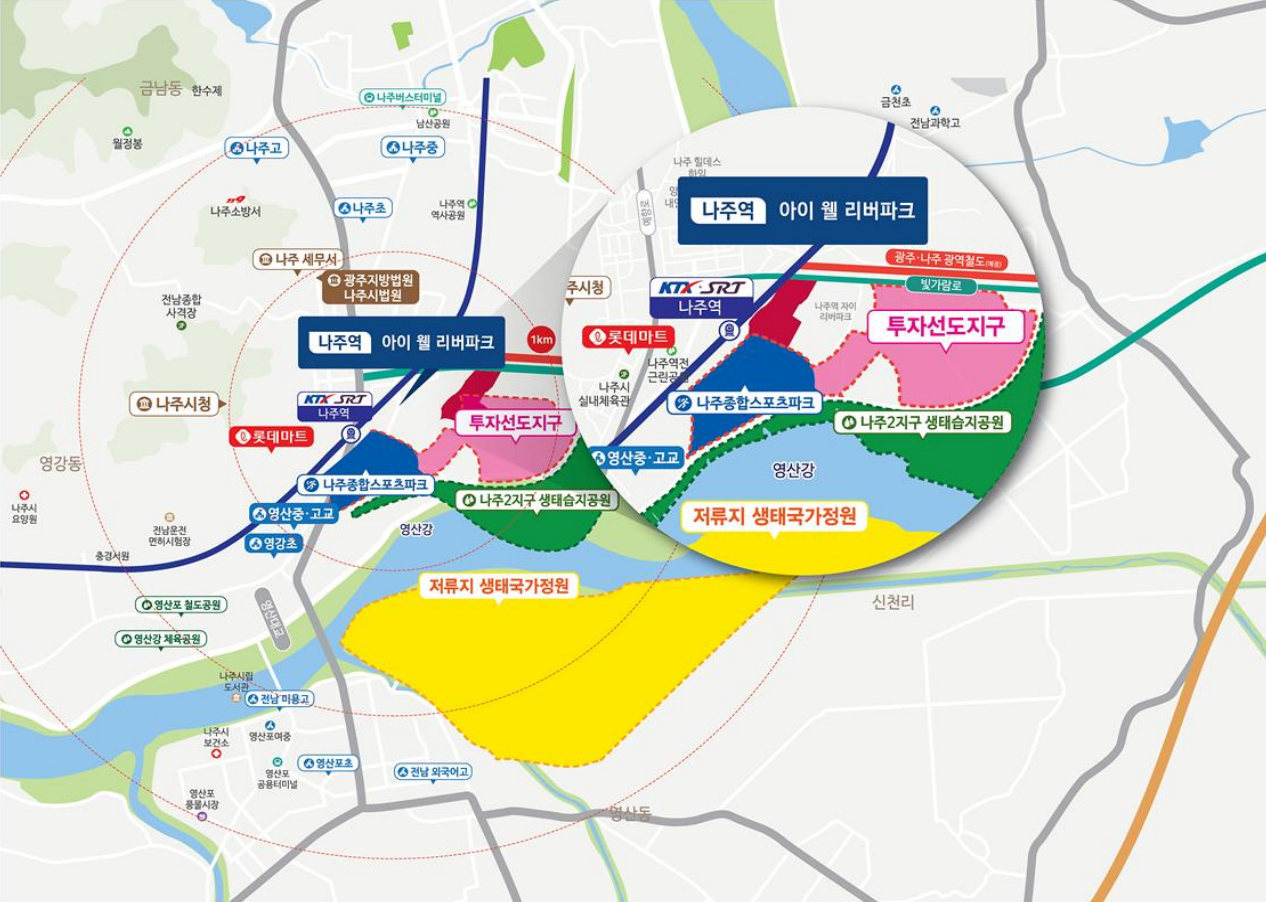 금남동
한수제
나주버스터미널
남산공원
월정봉
나주고
나주중
금천초
전남과학고
나주소방서
나주초
나주역
역사공원
나주 세무서
광주지방법원
나주시법원
전남종합
사격장
나주역 아이 웰 리버파크
1km
KTX·SRT
나주역
나주시청
롯데마트
투자선도지구
영강동
나주종합스포츠파크
나주2지구 생태습지공원
나주시
요양원
전남운전
면허시험장
영산중·고교
영산강
영강초
충경서원
저류지 생태국가정원
영산포 철도공원
영산대교
영산강 체육공원
신천리
나주시립
도서관
전남 미용고
나주시
보건소
영산포여중
영산포
공용터미널
영산포초
전남 외국어고
영산포
풍물시장
영산동
나주 힐데스
하임
예향로
나주역 아이 웰 리버파크
광주·나주 광역철도(예정)
빛가람로
주시청
KTX·SRT
나주역
나주역 자이
리버파크
투자선도지구
롯데마트
나주역전
근린공원
나주시
실내체육관
나주종합스포츠파크
나주2지구 생태습지공원
영산중·고교
영산강
저류지 생태국가정원